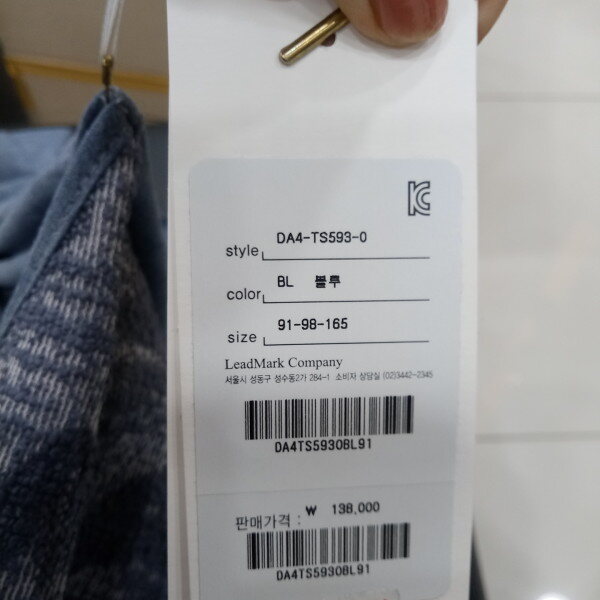 KC
style DA4-TS593-0
color BL 블루
size 91-98-165
LeadMark Company
서울시 성동구 성수동2가 284-1 소비자 상담실 (02)3442-2345
DA4TS5930BL91
판매가격 : ₩ 138,000
DA4TS5930BL91